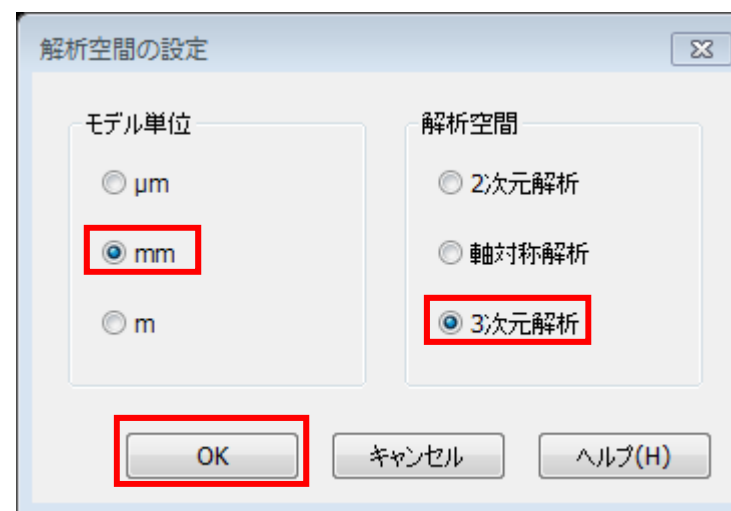 解析空間の設定
モデル単位
μm
mm
m
解析空間
2次元解析
軸対称解析
3次元解析
OK
キャンセル
ヘルプ(H)